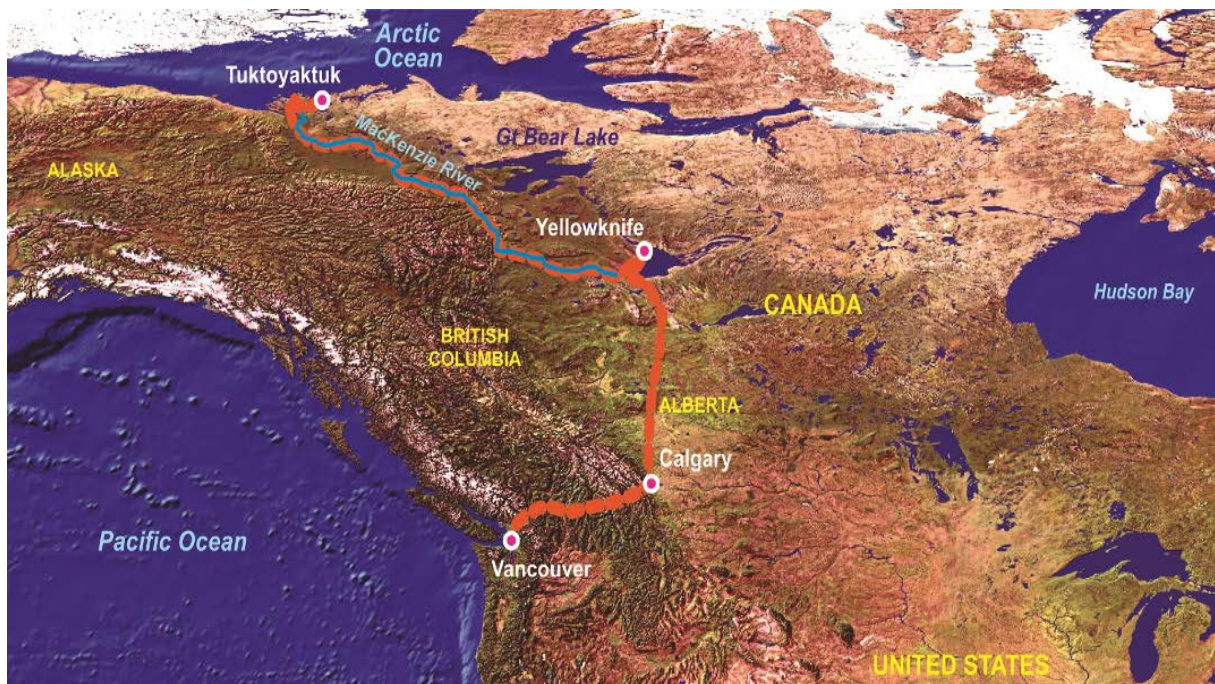 Arctic
Ocean
Tuktoyaktuk
MacKenzie River
Gt Bear Lake
ALASKA
Yellowknife
CANADA
Hudson Bay
BRITISH
COLUMBIA
ALBERTA
Calgary
Pacific Ocean
Vancouver
UNITED STATES